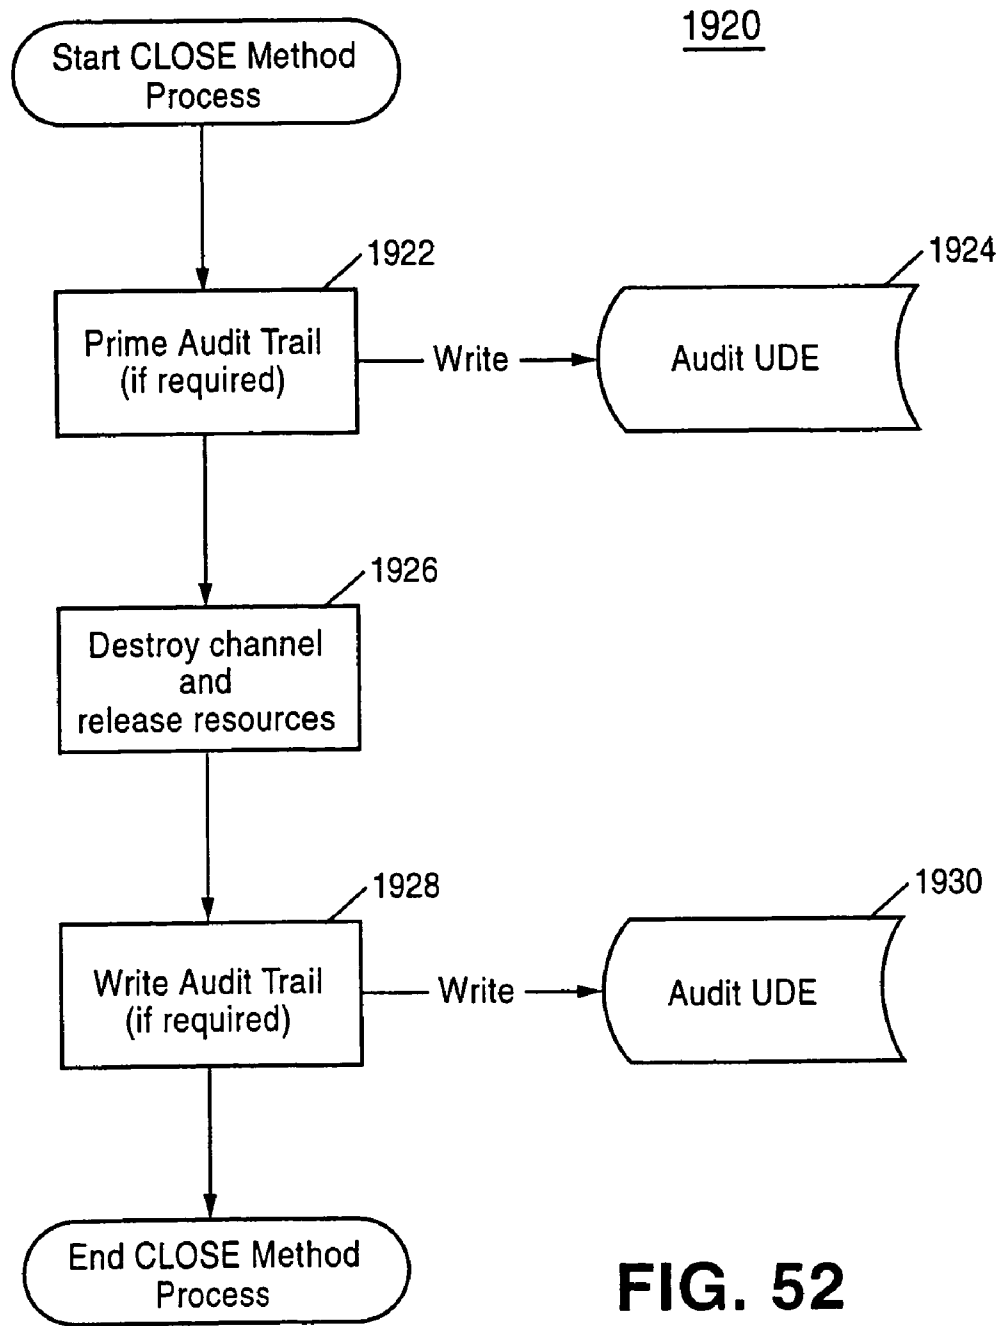 1920
Start CLOSE Method
Process
1922
1924
Prime Audit Trail
(if required)
Write
Audit UDE
1926
Destroy channel
and
release resources
1928
1930
Write Audit Trail
(if required)
Write
Audit UDE
End CLOSE Method
Process
FIG. 52